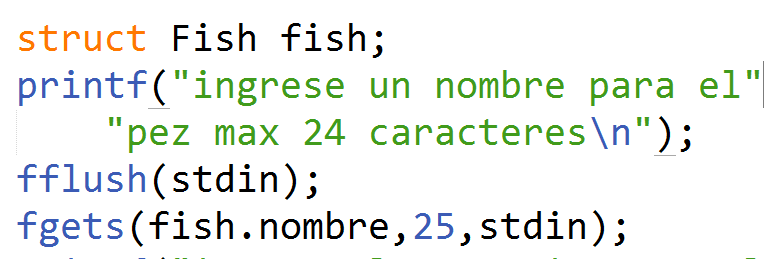 struct Fish fish;
printf("ingrese un nombre para el"
"pez max 24 caracteres\n");
fflush(stdin);
fgets(fish.nombre,25,stdin);